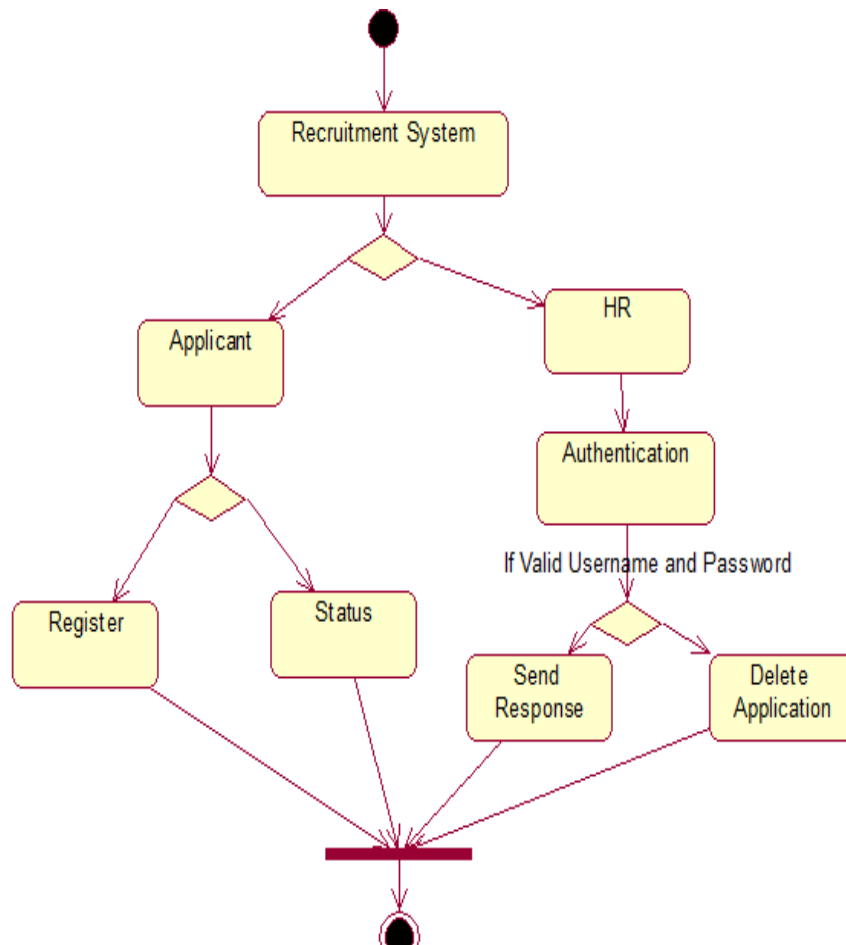 Recruitment System
Applicant
HR
Authentication
If Valid Username and Password
Register
Status
Send
Response
Delete
Application